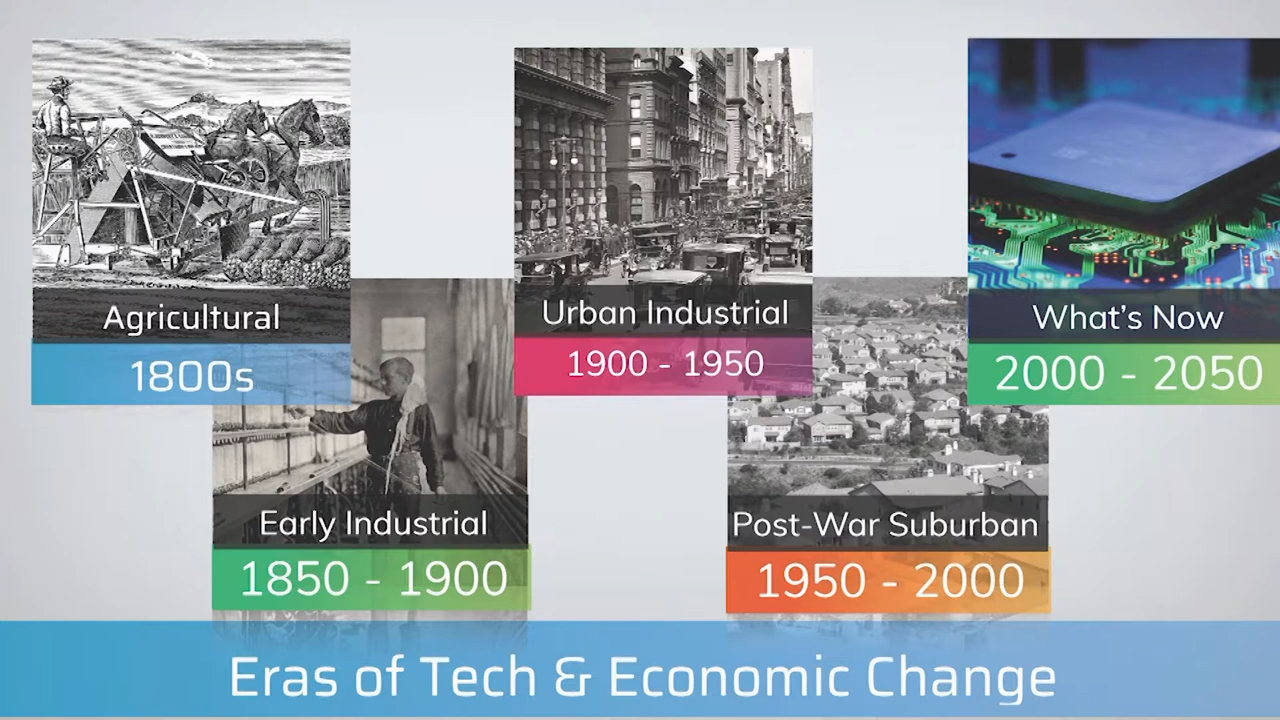 Agricultural
1800s
Early Industrial
1850 - 1900
Urban Industrial
1900 - 1950
Post-War Suburban
1950 - 2000
What's Now
2000 - 2050
Eras of Tech & Economic Change